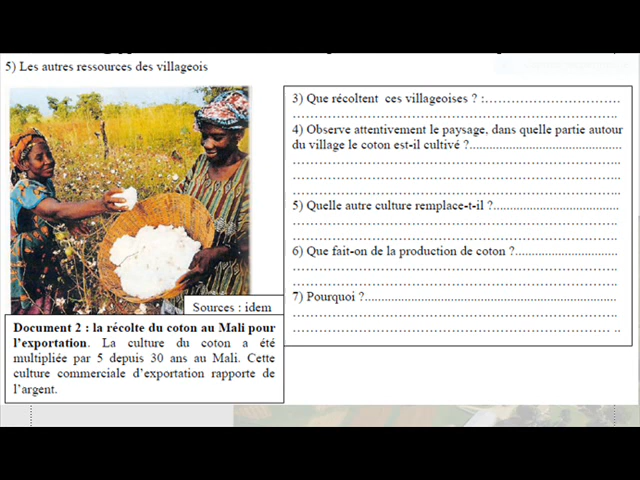 5) Les autres ressources des villageois
3) Que récoltent ces villageoises ? :……………………………
……………………………………………………………………..
4) Observe attentivement le paysage, dans quelle partie autour
du village le coton est-il cultivé ?..................................................
……………………………………………………………………..
……………………………………………………………………..
……………………………………………………………………..
5) Quelle autre culture remplace-t-il ?..........................................
……………………………………………………………………..
……………………………………………………………………..
6) Que fait-on de la production de coton ?..................................
……………………………………………………………………..
……………………………………………………………………..
7) Pourquoi ?....................................................................................
……………………………………………………………………..
…………………………………………………………………… ..
Sources : idem
Document 2 : la récolte du coton au Mali pour
l’exportation. La culture du coton a été
multipliée par 5 depuis 30 ans au Mali. Cette
culture commerciale d’exportation rapporte de
l’argent.